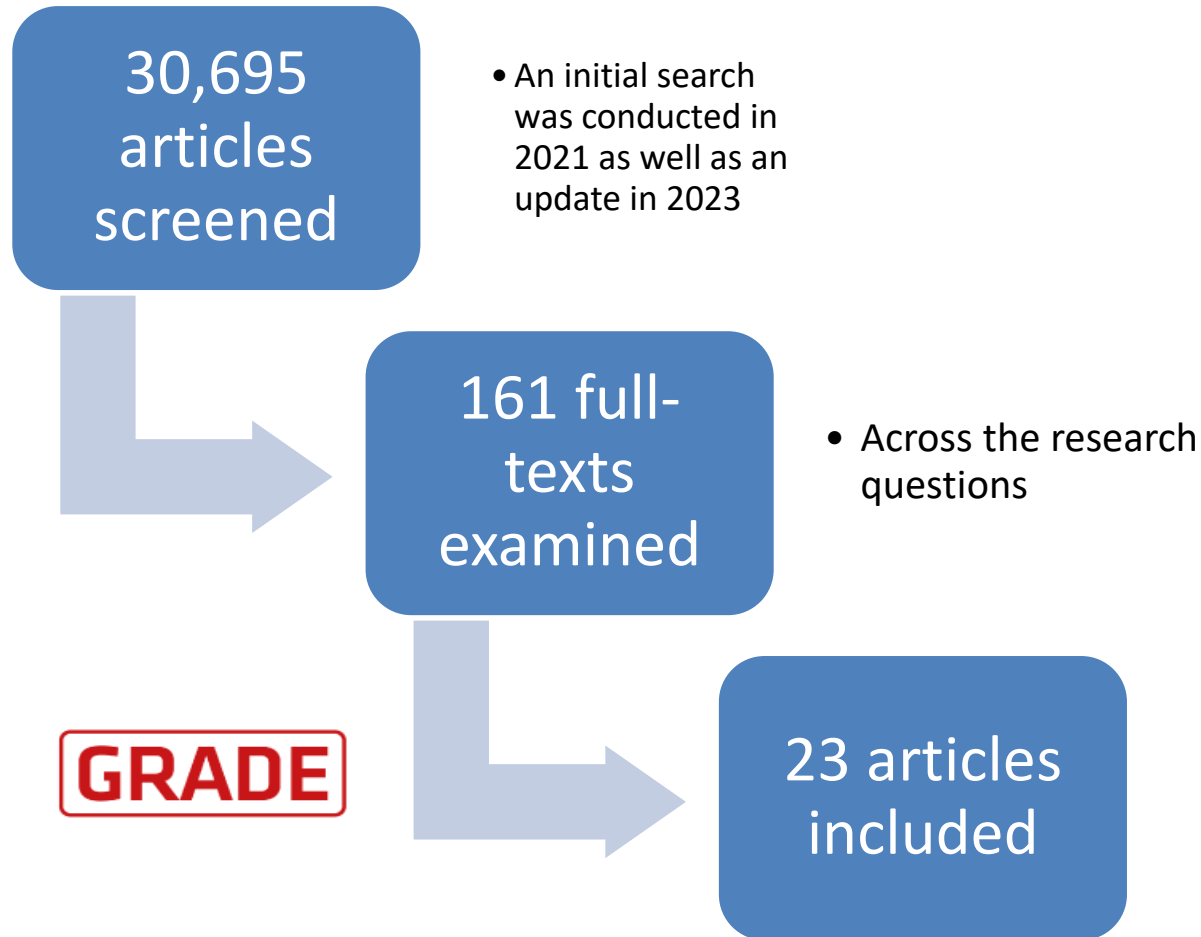 30,695
articles
screened
• An initial search
was conducted in
2021 as well as an
update in 2023
161 full-
texts
examined
• Across the research
questions
GRADE
23 articles
included